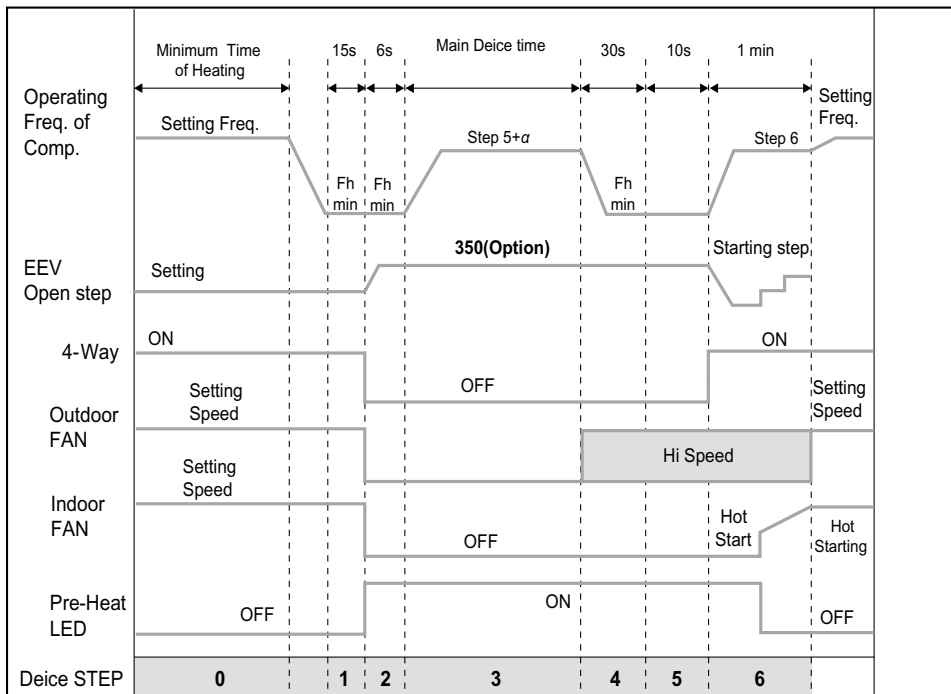 Minimum Time
of Heating
15s
6s
Main Deice time
30s
10s
1 min
Operating
Freq. of
Comp.
Setting Freq.
Fh
min
Fh
min
Step 5+α
Fh
min
Step 6
Setting
Freq.
EEV
Open step
Setting
350(Option)
Starting step
4-Way
ON
OFF
ON
Outdoor
FAN
Setting
Speed
Hi Speed
Setting
Speed
Indoor
FAN
Setting
Speed
OFF
Hot
Start
Hot
Starting
Pre-Heat
LED
OFF
ON
OFF
Deice STEP
0
1
2
3
4
5
6